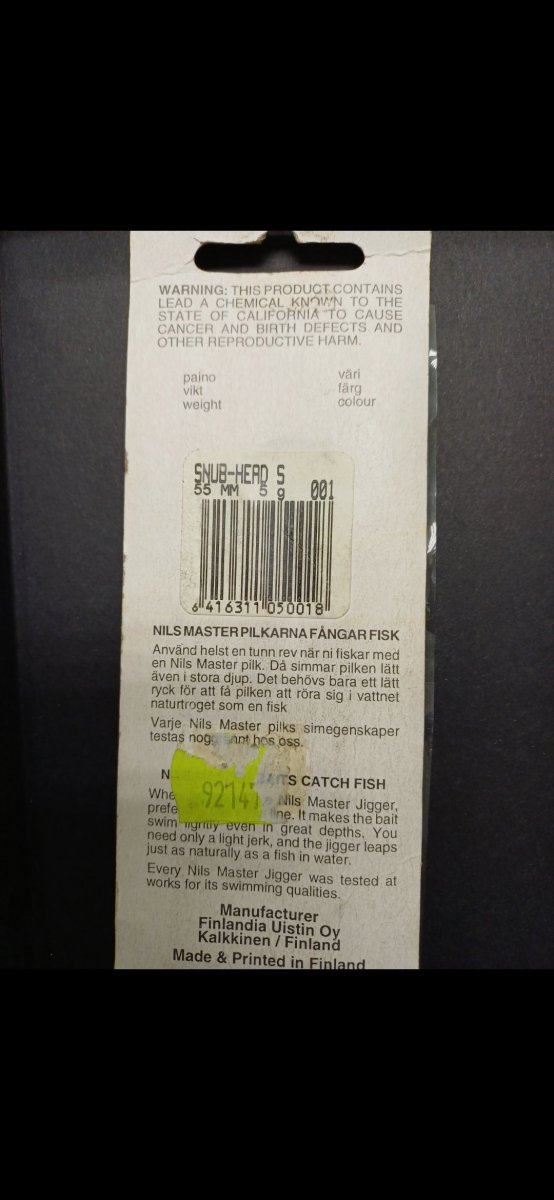 WARNING: THIS PRODUCT CONTAINS
LEAD A CHEMICAL KNOWN TO THE
STATE OF CALIFORNIA TO CAUSE
CANCER AND BIRTH DEFECTS AND
OTHER REPRODUCTIVE HARM.
paino väri
vikt färg
weight colour
SNUB-HEAD S
55 MM 5 g 001
6 416311 050018
NILS MASTER PILKARNA FÅNGAR FISK
Använd helst en tunn rev när ni fiskar med
en Nils Master pilk. Då simmar pilken lätt
även i stora djup. Det behövs bara ett lätt
ryck för att få pilken att röra sig i vattnet
naturtroget som en fisk
Varje Nils Master pilks simegenskaper
testas hos oss.
CATCH FISH
9214
Nils Master Jigger,
It makes the bait
swim lightly even in great depths. You
need only a light jerk, and the jigger leaps
just as naturally as a fish in water.
Every Nils Master Jigger was tested at
works for its swimming qualities.
Manufacturer
Finlandia Uistin Oy
Kalkkinen / Finland
Made & Printed in Finland